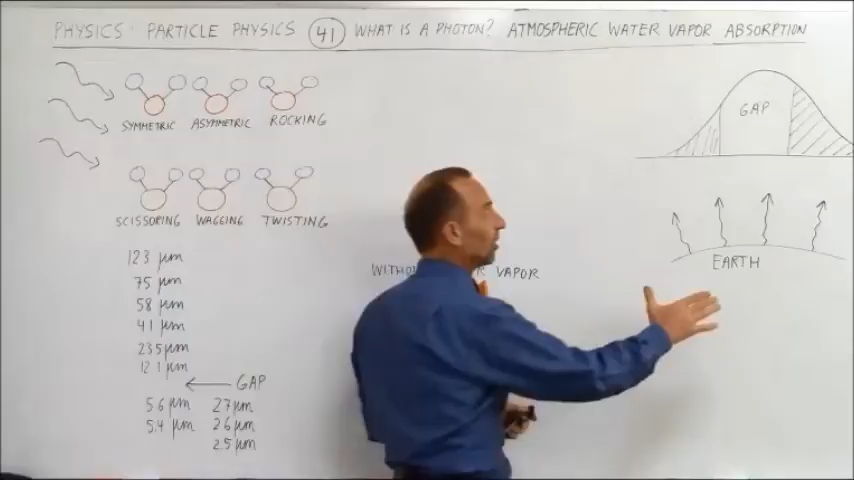 PHYSICS - PARTICLE PHYSICS 41 WHAT IS A PHOTON? ATMOSPHERIC WATER VAPOR ABSORPTION
SYMMETRIC ASYMMETRIC ROCKING
SCISSORING WAGGING TWISTING
123 µm
75 µm
58 µm
41 µm
23.5 µm
12.1 µm
GAP
5.6 µm 2.7 µm
5.4 µm 2.6 µm
2.5 µm
VAPOR
GAP
EARTH